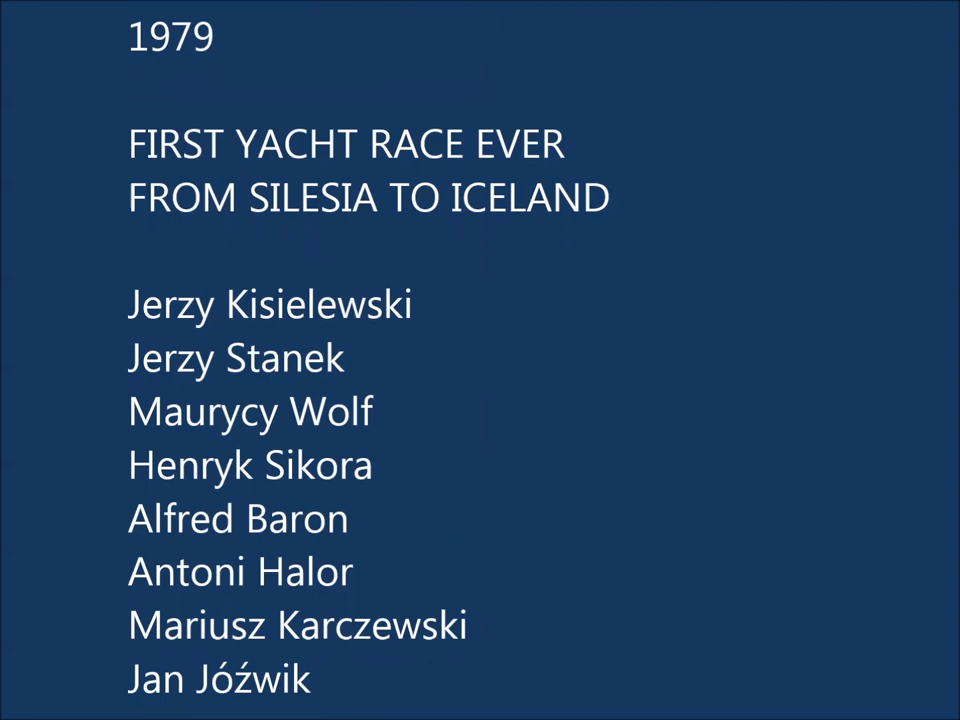 1979
FIRST YACHT RACE EVER
FROM SILESIA TO ICELAND
Jerzy Kisielewski
Jerzy Stanek
Maurycy Wolf
Henryk Sikora
Alfred Baron
Antoni Halor
Mariusz Karczewski
Jan Jóźwik